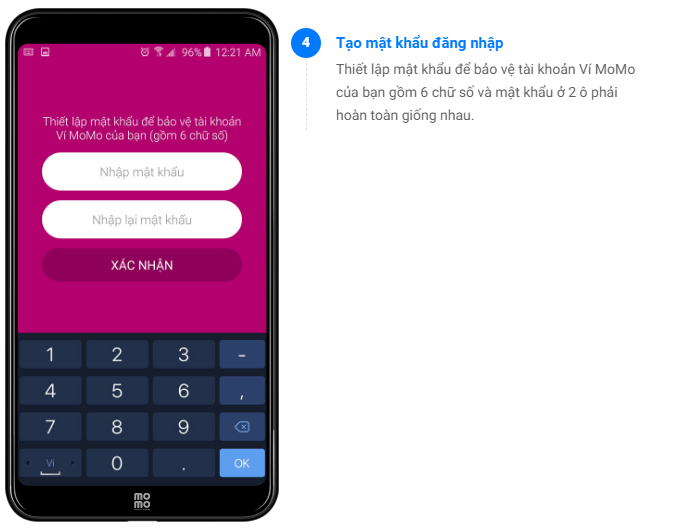 96% 12:21 AM
Thiết lập mật khẩu để bảo vệ tài khoản
Ví MoMo của bạn (gồm 6 chữ số)
Nhập mật khẩu
Nhập lại mật khẩu
XÁC NHẬN
1 2 3 -
4 5 6 ,
7 8 9
Vi 0 . OK
mo
mo
4 Tạo mật khẩu đăng nhập
Thiết lập mật khẩu để bảo vệ tài khoản Ví MoMo
của bạn gồm 6 chữ số và mật khẩu ở 2 ô phải
hoàn toàn giống nhau.